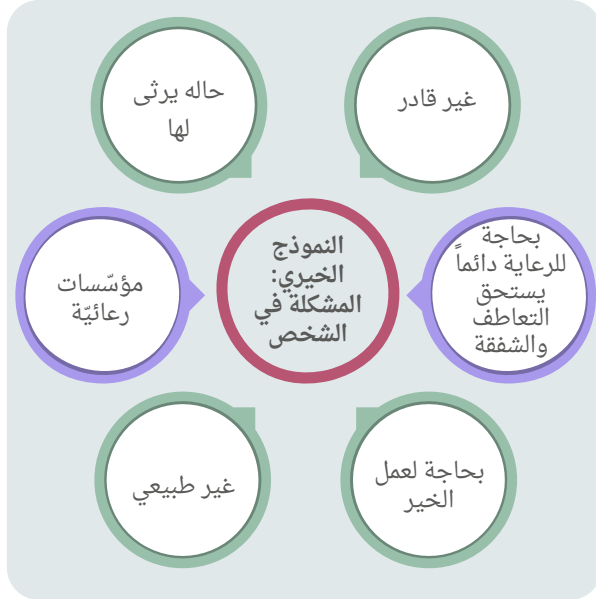 غير قادر
حاله يرثى
لها
بحاجة
للرعاية دائماً
يستحق
التعاطف
والشفقة
النموذج
الخيري:
المشكلة في
الشخص
مؤسّسات
رعائيّة
بحاجة لعمل
الخير
غير طبيعي